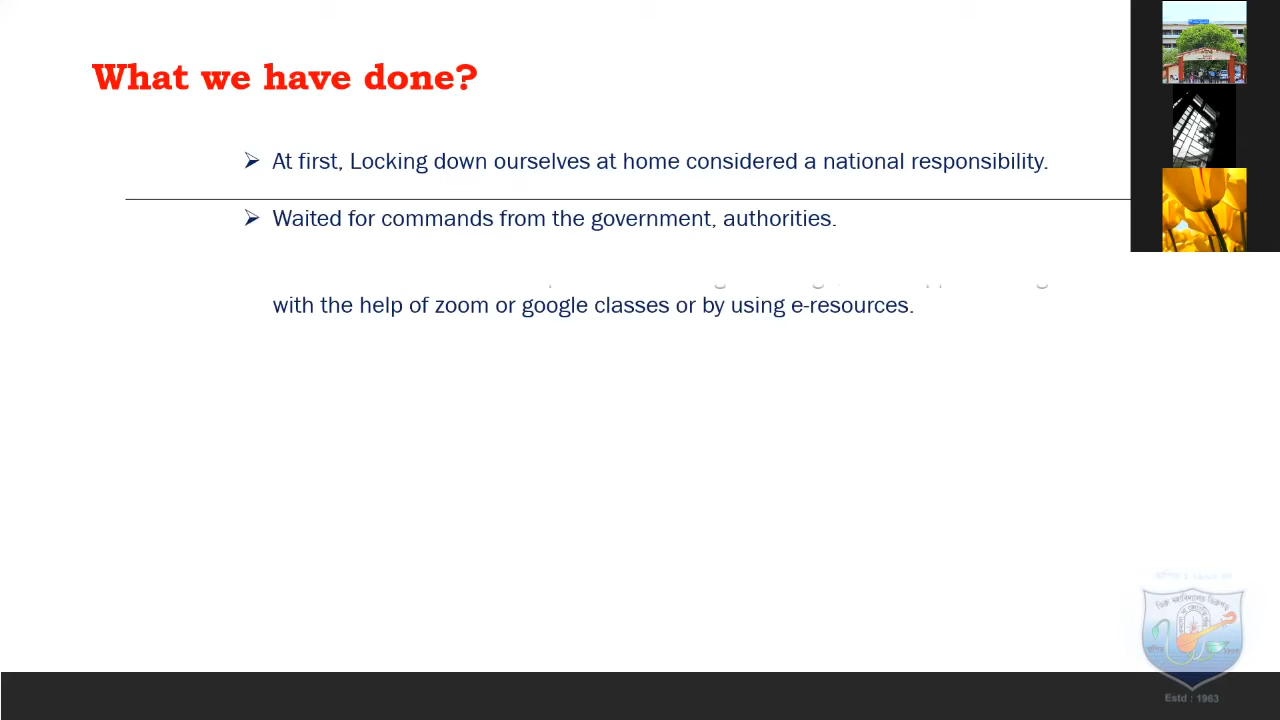 What we have done?
At first, Locking down ourselves at home considered a national responsibility.
Waited for commands from the government, authorities.
with the help of zoom or google classes or by using e-resources.
Estd : 1963